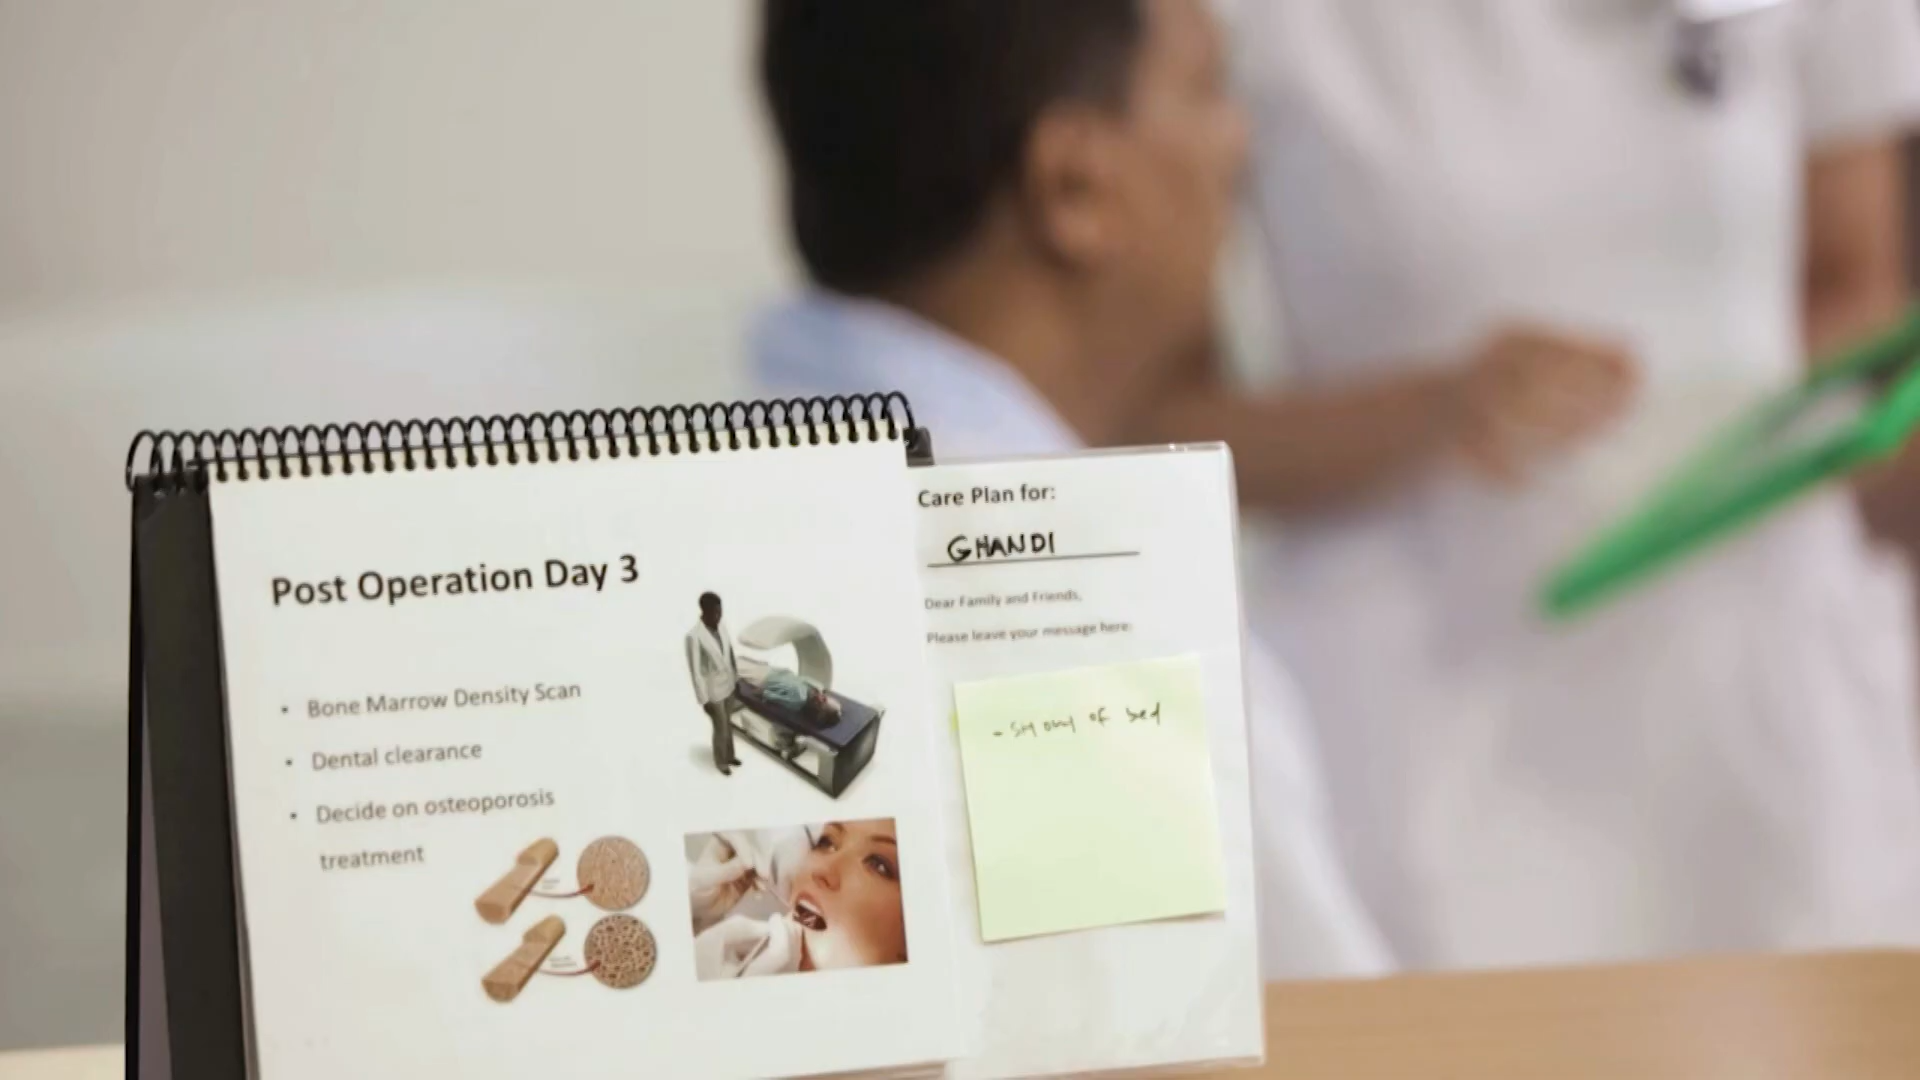 Post Operation Day 3
• Bone Marrow Density Scan
• Dental clearance
• Decide on osteoporosis
treatment
Care Plan for:
GHANDI
Dear Family and Friends,
Please leave your message here:
- Sit out of bed